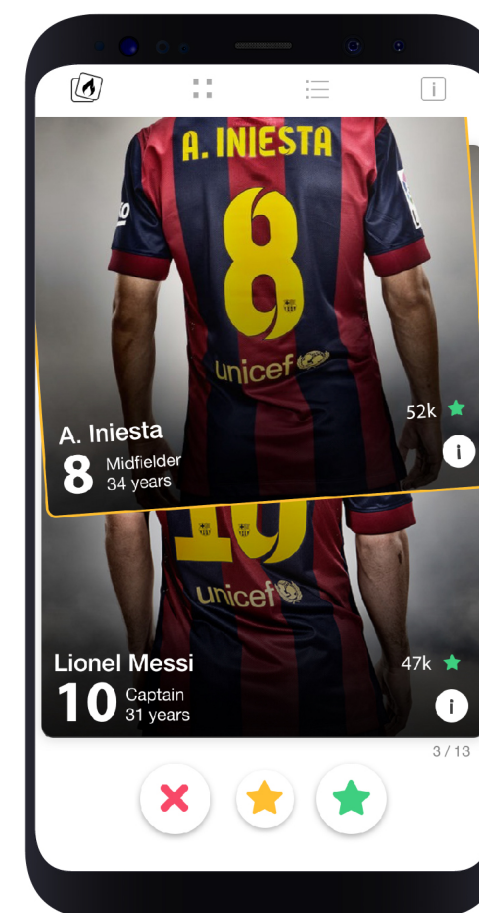 A. INIESTA
8
unicef
52k
A. Iniesta
8 Midfielder
34 years
i
10
unicef
Lionel Messi
47k
10 Captain
31 years
i
3 / 13